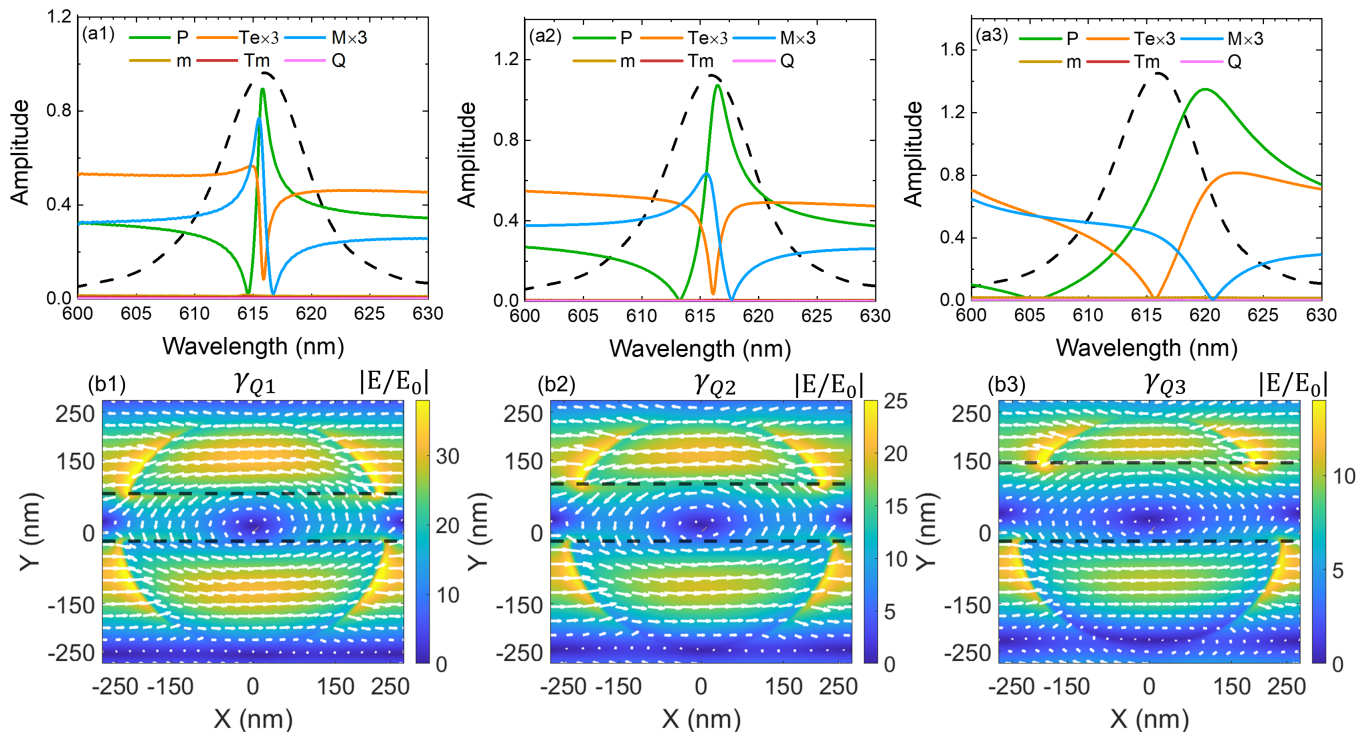 (a1)
P Te×3 M×3
m Tm Q
Amplitude
1.2
0.8
0.4
0.0
600 605 610 615 620 625 630
Wavelength (nm)
(a2)
P Te×3 M×3
m Tm Q
Amplitude
1.2
0.8
0.4
0.0
600 605 610 615 620 625 630
Wavelength (nm)
(a3)
P Te×3 M×3
m Tm Q
Amplitude
1.6
1.2
0.8
0.4
0.0
600 605 610 615 620 625 630
Wavelength (nm)
(b1) γQ1 |E/E0|
Y (nm)
250
150
0
-150
-250
-250 -150 0 150 250
X (nm)
30
20
10
0
(b2) γQ2 |E/E0|
Y (nm)
250
150
0
-150
-250
-250 -150 0 150 250
X (nm)
25
20
15
10
5
0
(b3) γQ3 |E/E0|
Y (nm)
250
150
0
-150
-250
-250 -150 0 150 250
X (nm)
10
5
0